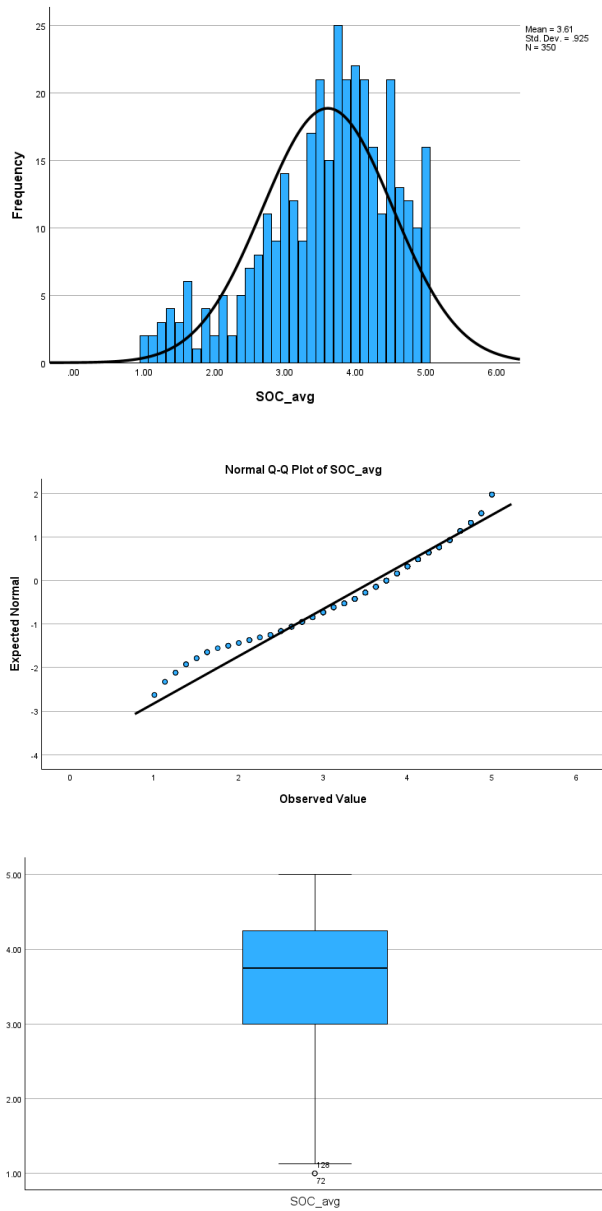 Mean = 3.61
Std. Dev. = .925
N = 350
25
20
15
10
5
0
Frequency
.00 1.00 2.00 3.00 4.00 5.00 6.00
SOC_avg
Normal Q-Q Plot of SOC_avg
2
1
0
-1
-2
-3
-4
Expected Normal
0 1 2 3 4 5 6
Observed Value
5.00
4.00
3.00
2.00
1.00
128
72
SOC_avg